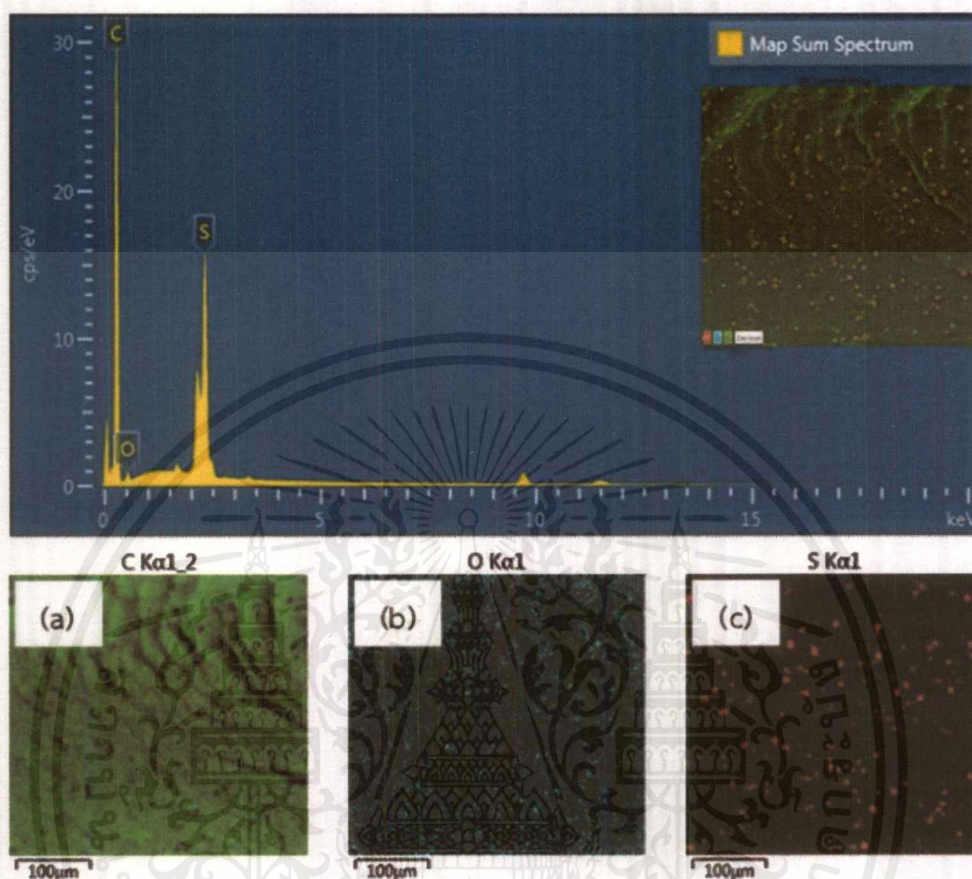 30
20
10
0
cps/eV
C
O
S
Map Sum Spectrum
0 5 10 15 keV
C Kα1_2 O Kα1 S Kα1
(a) (b) (c)
100μm 100μm
100μm